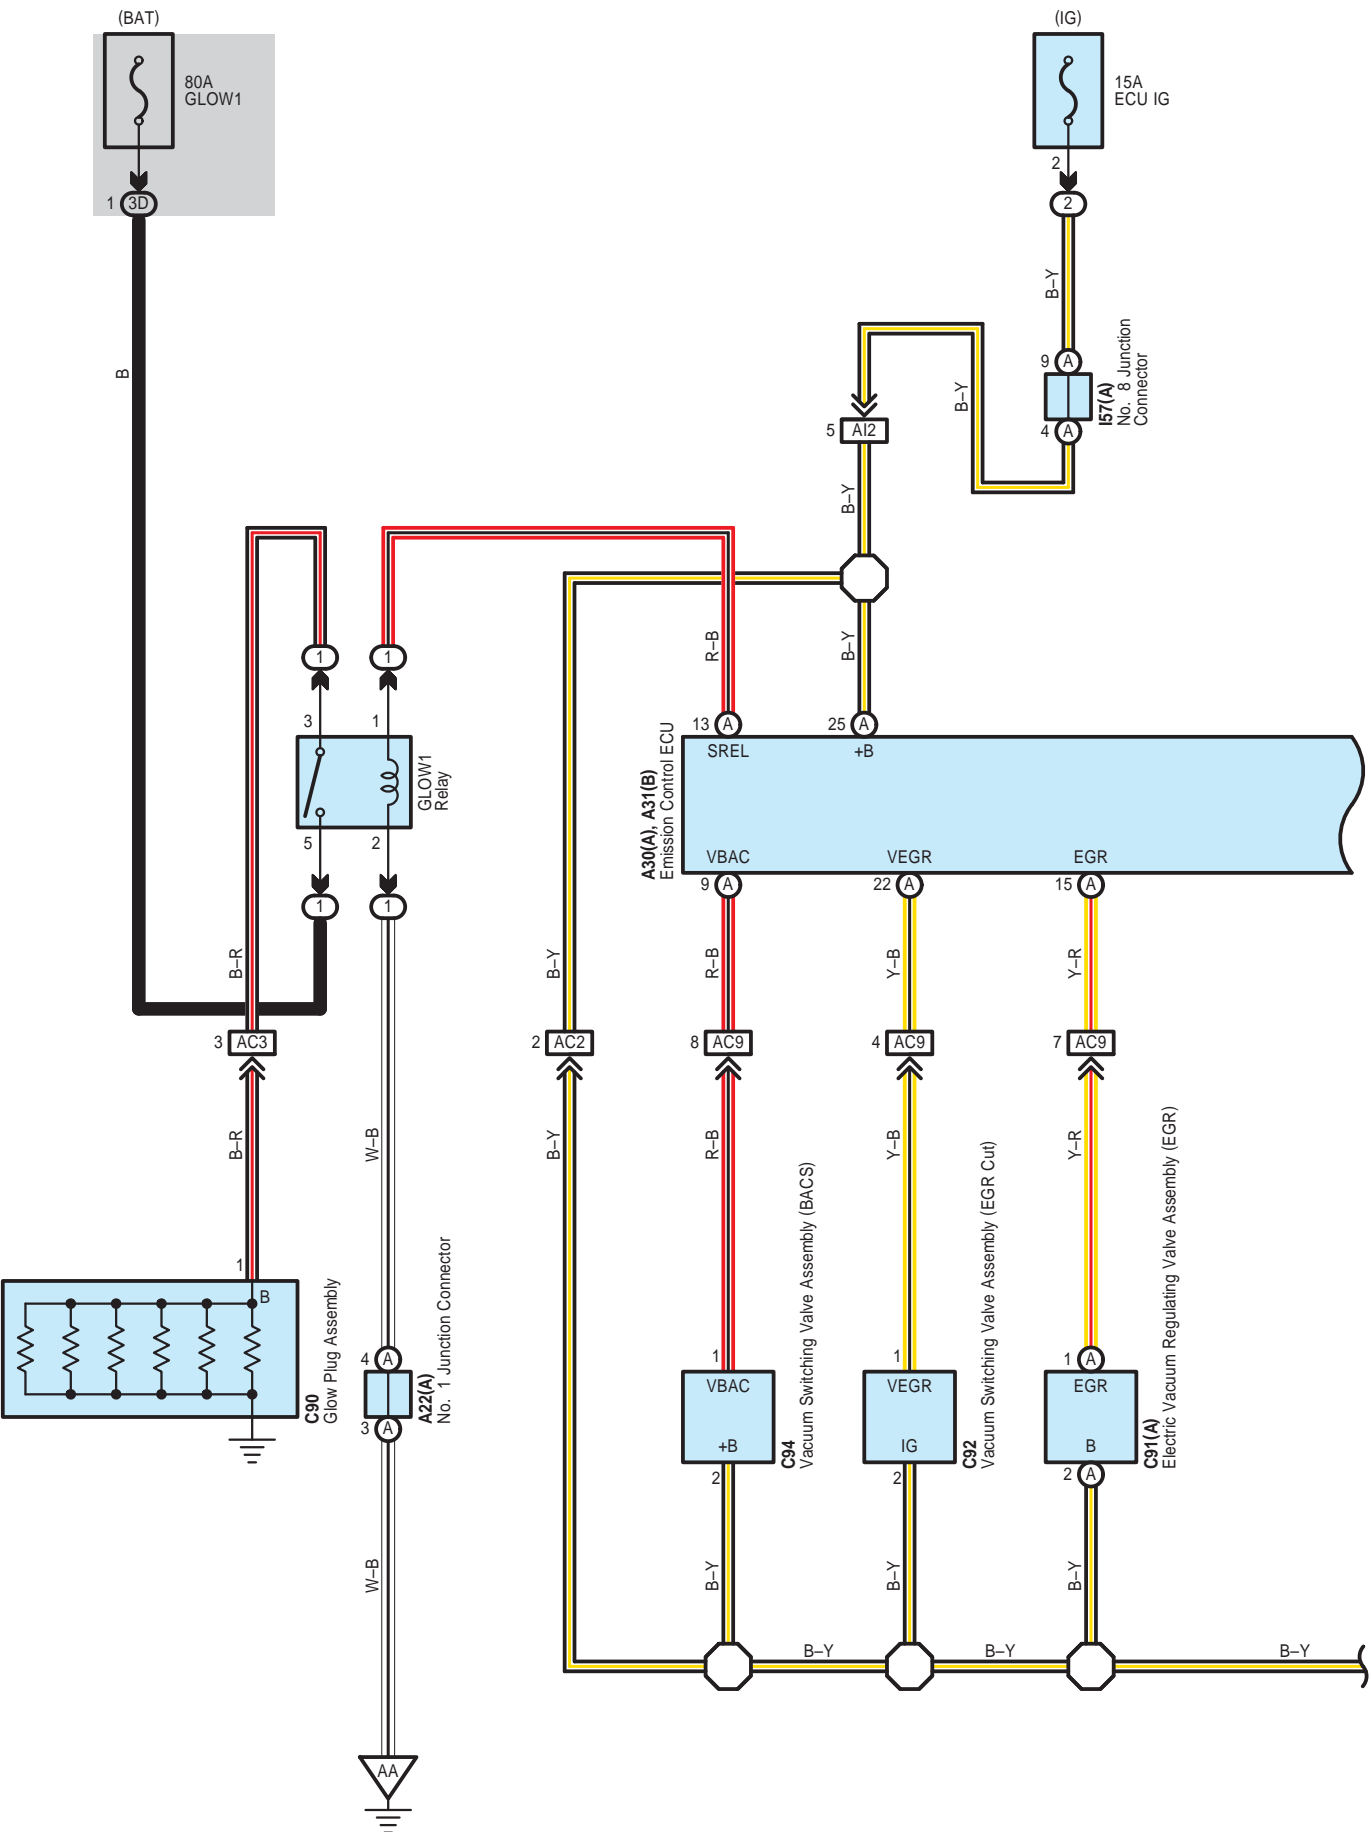 (BAT)
(IG)
80A
GLOW1
15A
ECU IG
2
1
3D
2
B–Y
B
9
A
I57(A)
No. 8 Junction
Connector
B–Y
5
AI2
4
A
B–Y
R–B
B–Y
1
1
3
1
13
A
25
A
SREL
+B
GLOW1
Relay
A30(A), A31(B)
Emission Control ECU
5
2
VBAC
VEGR
EGR
9
A
22
A
15
A
1
1
B–R
B–Y
R–B
Y–B
Y–R
3
AC3
2
AC2
8
AC9
4
AC9
7
AC9
B–R
W–B
B–Y
R–B
Y–B
Y–R
1
B
C90
Glow Plug Assembly
4
A
A22(A)
No. 1 Junction Connector
3
A
1
VBAC
+B
2
C94
Vacuum Switching Valve Assembly (BACS)
1
VEGR
IG
2
C92
Vacuum Switching Valve Assembly (EGR Cut)
1
A
EGR
B
2
A
C91(A)
Electric Vacuum Regulating Valve Assembly (EGR)
W–B
B–Y
B–Y
B–Y
B–Y
B–Y
B–Y
AA